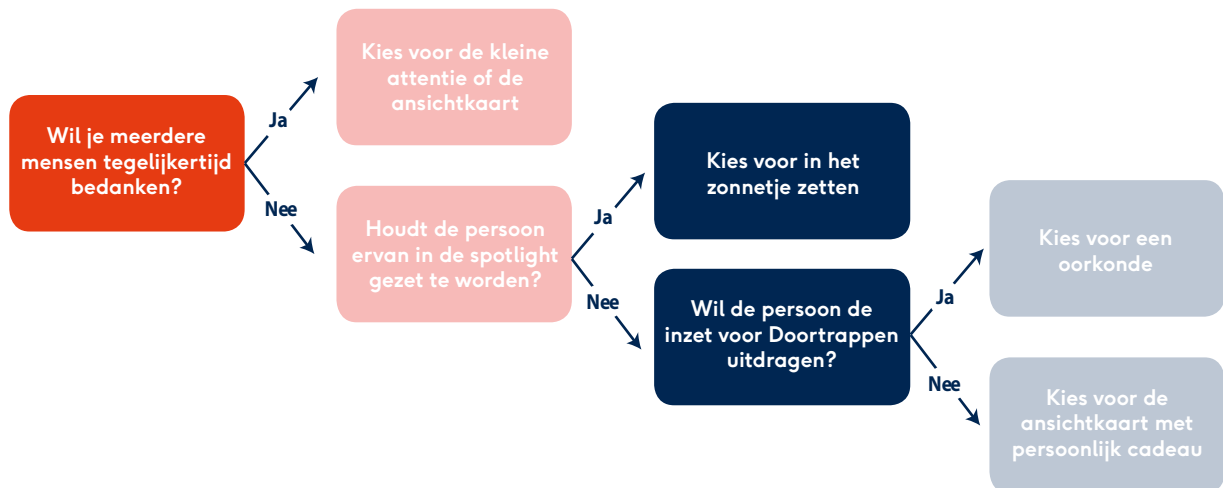 Wil je meerdere
mensen tegelijkertijd
bedanken?
Ja
Kies voor de kleine
attentie of de
ansichtkaart
Nee
Houdt de persoon
ervan in de spotlight
gezet te worden?
Ja
Kies voor in het
zonnetje zetten
Nee
Wil de persoon de
inzet voor Doortrappen
uitdragen?
Ja
Kies voor een
oorkonde
Nee
Kies voor de
ansichtkaart met
persoonlijk cadeau